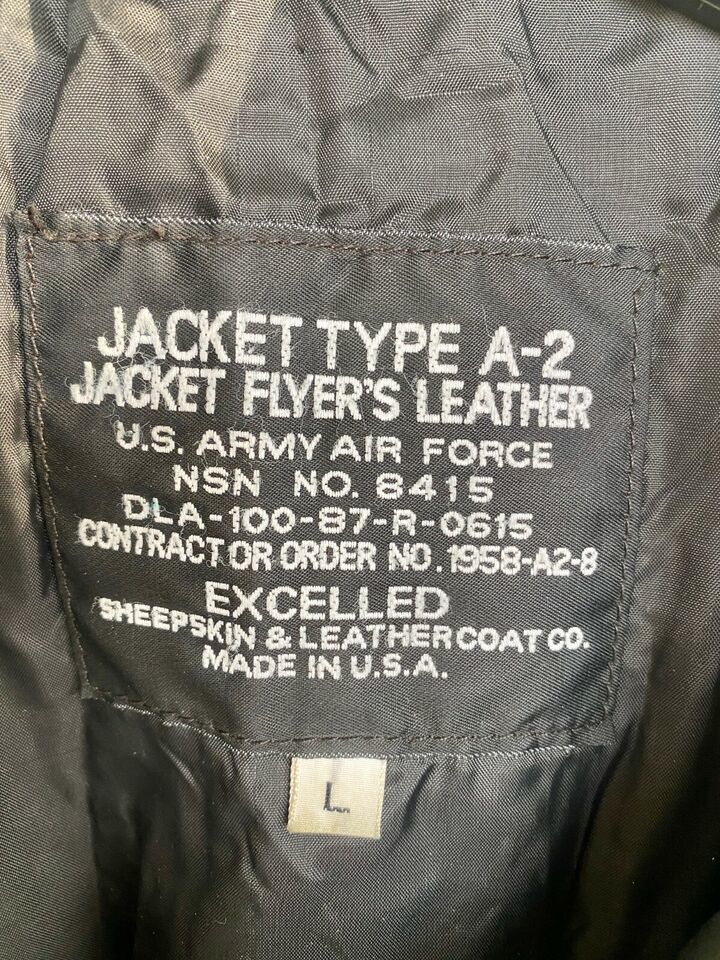 JACKET TYPE A-2
JACKET FLYER'S LEATHER
U.S. ARMY AIR FORCE
NSN NO. 8415
DLA-100-87-R-0615
CONTRACT OR ORDER NO. 1958-A2-8
EXCELLED
SHEEPSKIN & LEATHER COAT CO.
MADE IN U.S.A.
L